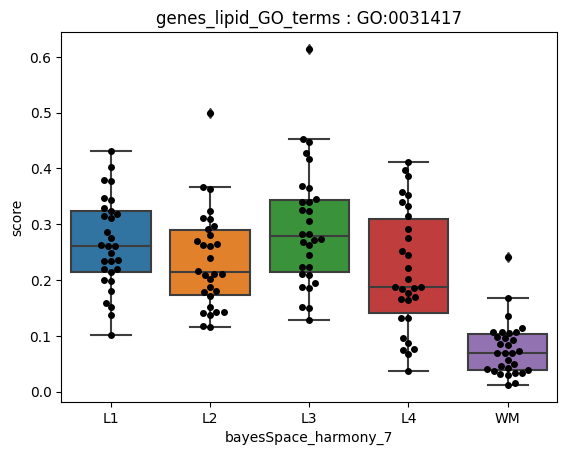 genes_lipid_GO_terms : GO:0031417
0.6
0.5
0.4
0.3
0.2
0.1
0.0
score
L1 L2 L3 L4 WM
bayesSpace_harmony_7